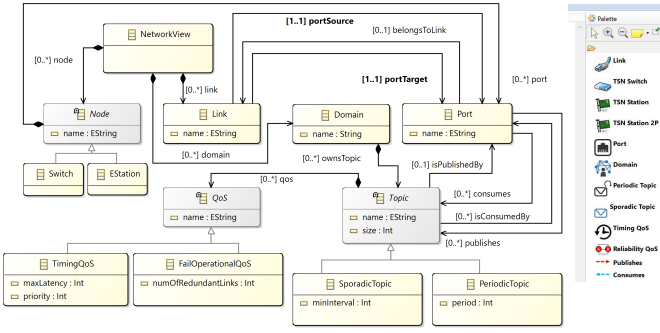 [1..1] portSource
NetworkView
[0..1] belongsToLink
[0..*] node
[1..1] portTarget
[0..*] link
[0..*] port
Node
name : EString
Link
name : EString
Domain
name : String
Port
name : EString
[0..*] domain
[0..*] ownsTopic
[0..1] isPublishedBy
Switch
EStation
[0..*] qos
[0..*] consumes
QoS
name : EString
Topic
name : EString
size : Int
[0..*] isConsumedBy
[0..*] publishes
TimingQoS
maxLatency : Int
priority : Int
FailOperationalQoS
numOfRedundantLinks : Int
SporadicTopic
minInterval : Int
PeriodicTopic
period : Int
Palette
Link
TSN Switch
TSN Station
TSN Station 2P
Port
Domain
Periodic Topic
Sporadic Topic
Timing QoS
Reliability QoS
Publishes
Consumes